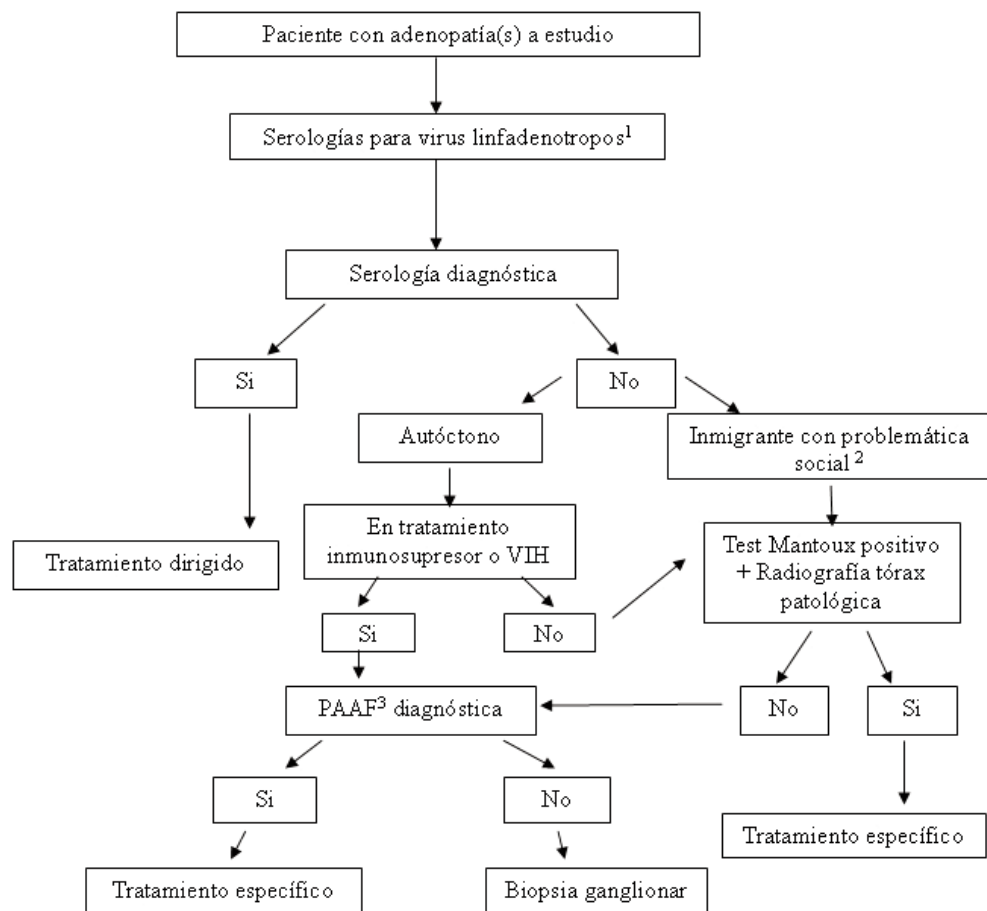 Paciente con adenopatía(s) a estudio
Serologías para virus linfadenotropos¹
Serología diagnóstica
Si
No
Autóctono
Inmigrante con problemática
social ²
En tratamiento
inmunosupresor o VIH
Test Mantoux positivo
+ Radiografía tórax
patológica
Tratamiento dirigido
Si
No
PAAF³ diagnóstica
No
Si
Si
No
Tratamiento específico
Tratamiento específico
Biopsia ganglionar